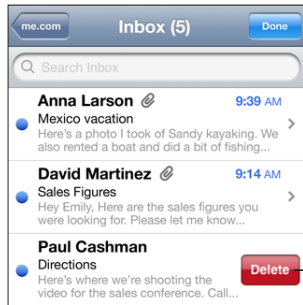 me.com Inbox (5) Done
Search Inbox
Anna Larson 9:39 AM
Mexico vacation
Here's a photo I took of Sandy kayaking. We
also rented a boat and did a bit of fishing...
David Martinez 9:14 AM
Sales Figures
Hey Emily, Here are the sales figures you
were looking for. Please let me know...
Paul Cashman
Directions
Delete
Here's where we're shooting the
video for the sales conference. Call...